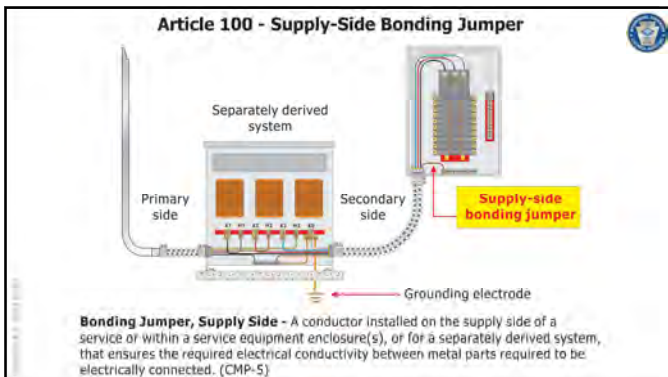 Article 100 - Supply-Side Bonding Jumper
Separately derived
system
Primary
side
Secondary
side
Supply-side
bonding jumper
Grounding electrode
Bonding Jumper, Supply Side - A conductor installed on the supply side of a
service or within a service equipment enclosure(s), or for a separately derived system,
that ensures the required electrical conductivity between metal parts required to be
electrically connected. (CMP-5)